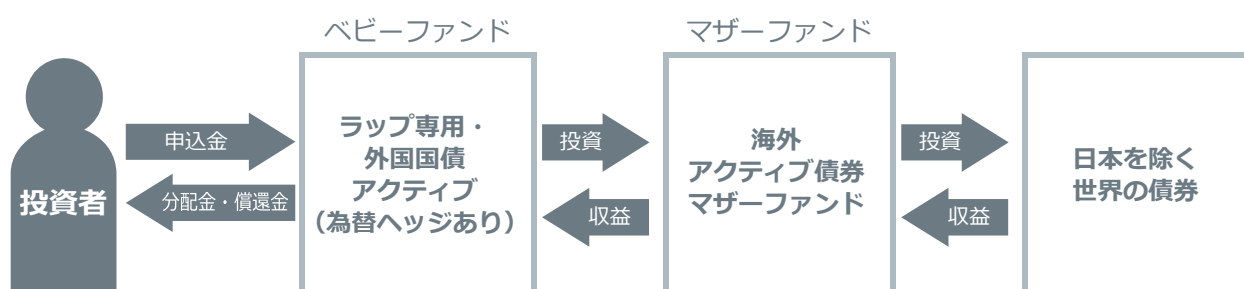 ベビーファンド
マザーファンド
投資者
申込金
分配金・償還金
ラップ専用・
外国国債
アクティブ
（為替ヘッジあり）
投資
収益
海外
アクティブ債券
マザーファンド
投資
収益
日本を除く
世界の債券